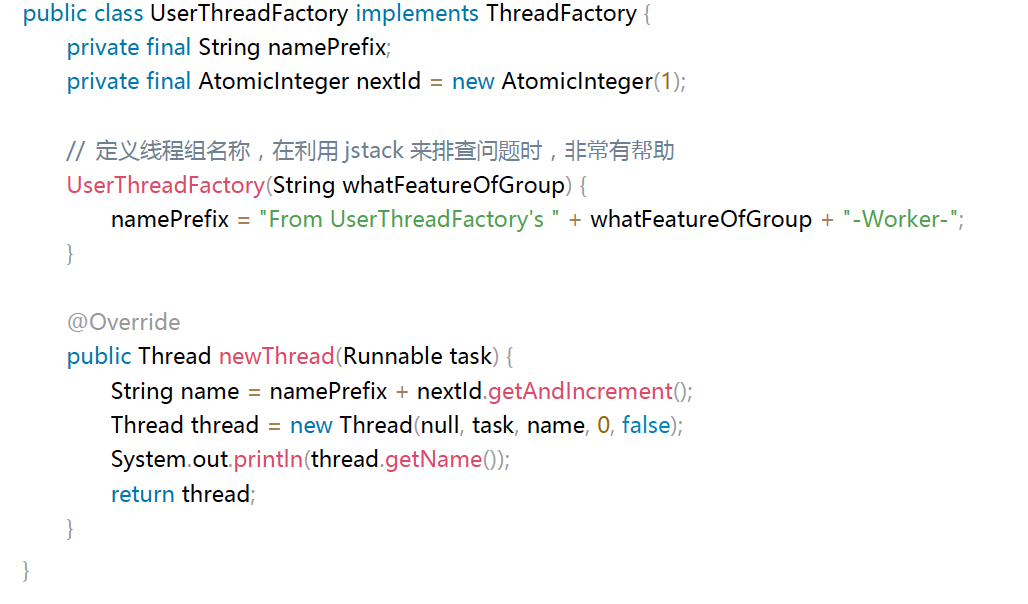 public class UserThreadFactory implements ThreadFactory {
private final String namePrefix;
private final AtomicInteger nextId = new AtomicInteger(1);
// 定义线程组名称，在利用 jstack 来排查问题时，非常有帮助
UserThreadFactory(String whatFeatureOfGroup) {
namePrefix = "From UserThreadFactory's " + whatFeatureOfGroup + "-Worker-";
}
@Override
public Thread newThread(Runnable task) {
String name = namePrefix + nextId.getAndIncrement();
Thread thread = new Thread(null, task, name, 0, false);
System.out.println(thread.getName());
return thread;
}
}